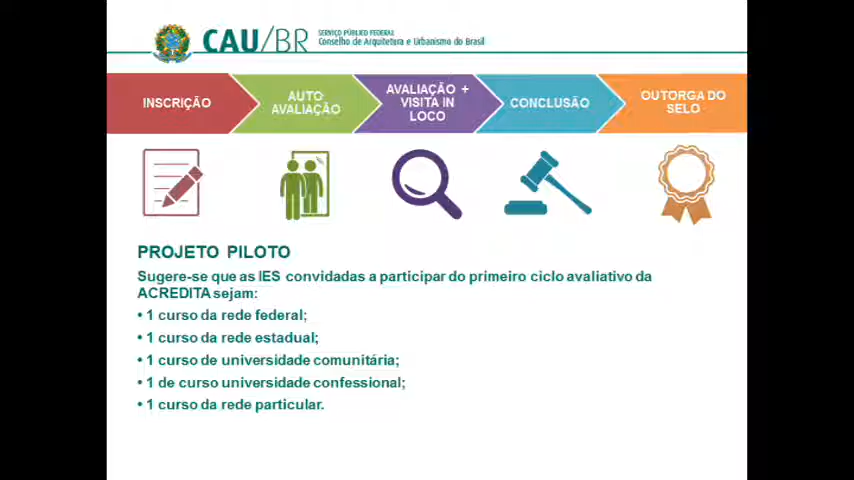 CAU/BR
SERVIÇO PÚBLICO FEDERAL
Conselho de Arquitetura e Urbanismo do Brasil
INSCRIÇÃO
AUTO
AVALIAÇÃO
AVALIAÇÃO +
VISITA IN
LOCO
CONCLUSÃO
OUTORGA DO
SELO
PROJETO PILOTO
Sugere-se que as IES convidadas a participar do primeiro ciclo avaliativo da
ACREDITA sejam:
• 1 curso da rede federal;
• 1 curso da rede estadual;
• 1 curso de universidade comunitária;
• 1 de curso universidade confessional;
• 1 curso da rede particular.